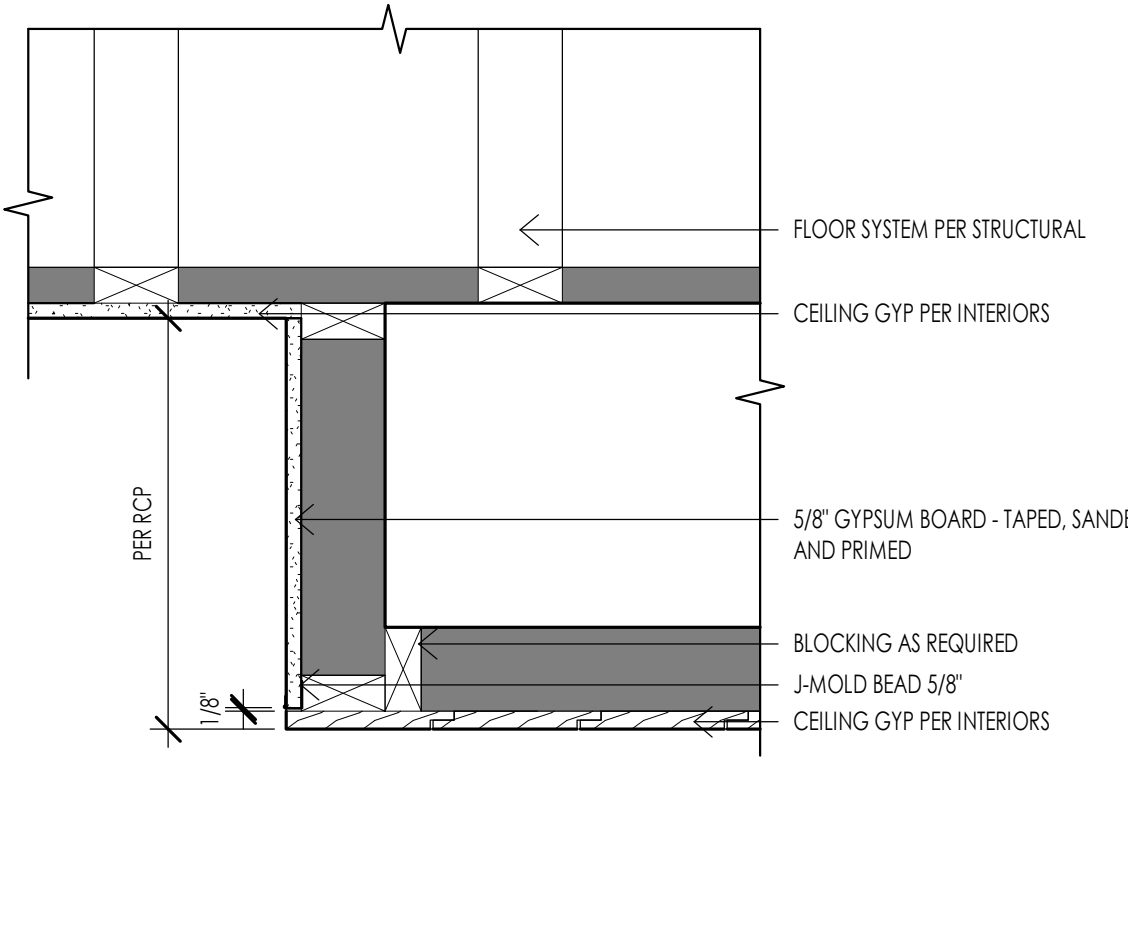 FLOOR SYSTEM PER STRUCTURAL
CEILING GYP PER INTERIORS
5/8" GYPSUM BOARD - TAPED,
AND PRIMED
PER RCP
BLOCKING AS REQUIRED
J-MOLD BEAD 5/8"
1/8"
CEILING GYP PER INTERIORS